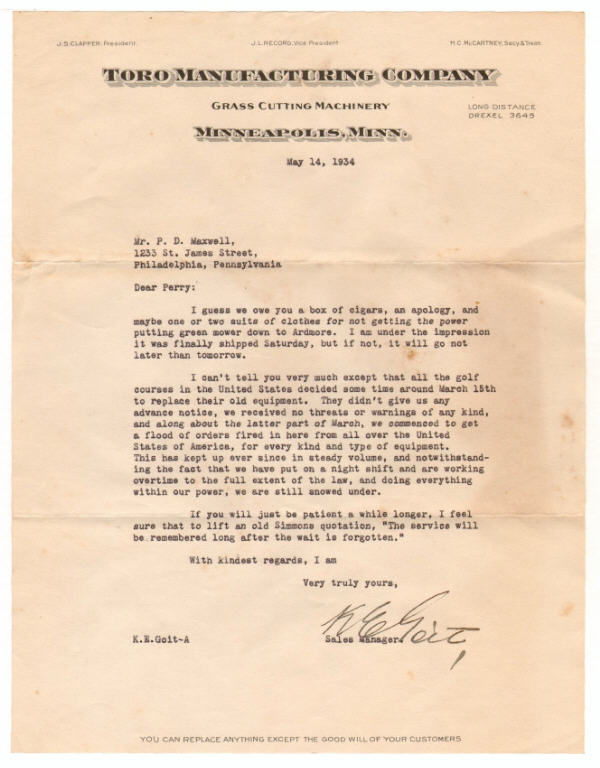 J.S. CLAPPER, President.
J.L. RECORD, Vice President
H.C. McCARTNEY, Secy & Treas.
TORO MANUFACTURING COMPANY
GRASS CUTTING MACHINERY
LONG DISTANCE
DREXEL 3645
MINNEAPOLIS, MINN.
May 14, 1934
Mr. P. D. Maxwell,
1233 St. James Street,
Philadelphia, Pennsylvania
Dear Perry:
I guess we owe you a box of cigars, an apology, and
maybe one or two suits of clothes for not getting the power
putting green mower down to Ardmore. I am under the impression
it was finally shipped Saturday, but if not, it will go not
later than tomorrow.
I can't tell you very much except that all the golf
courses in the United States decided some time around March 15th
to replace their old equipment. They didn't give us any
advance notice, we received no threats or warnings of any kind,
and along about the latter part of March, we commenced to get
a flood of orders fired in here from all over the United
States of America, for every kind and type of equipment.
This has kept up ever since in steady volume, and notwithstand-
ing the fact that we have put on a night shift and are working
overtime to the full extent of the law, and doing everything
within our power, we are still snowed under.
If you will just be patient a while longer, I feel
sure that to lift an old Simmons quotation, "The service will
be remembered long after the wait is forgotten."
With kindest regards, I am
Very truly yours,
K E Goit
K.E.Goit-A
Sales Manager.
YOU CAN REPLACE ANYTHING EXCEPT THE GOOD WILL OF YOUR CUSTOMERS